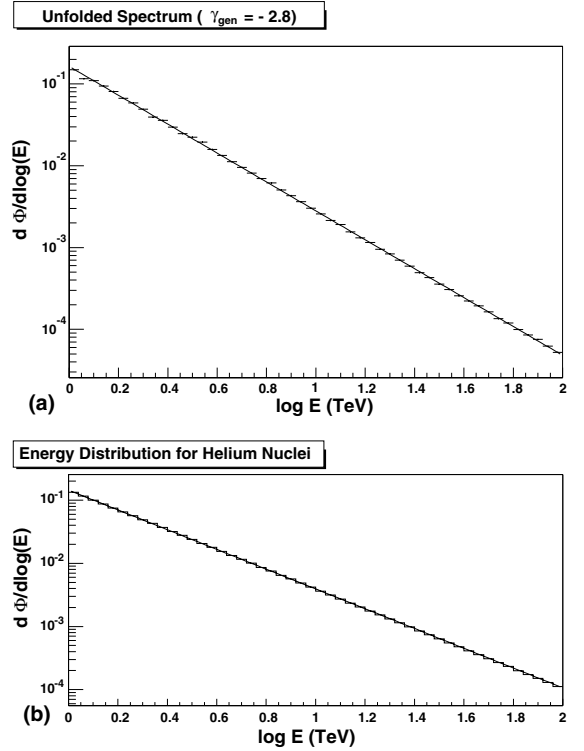 Unfolded Spectrum ( γgen = - 2.8)
d Φ/dlog(E)
10-1
10-2
10-3
10-4
0 0.2 0.4 0.6 0.8 1 1.2 1.4 1.6 1.8 2
(a)
log E (TeV)
Energy Distribution for Helium Nuclei
d Φ/dlog(E)
10-1
10-2
10-3
10-4
0 0.2 0.4 0.6 0.8 1 1.2 1.4 1.6 1.8 2
(b)
log E (TeV)